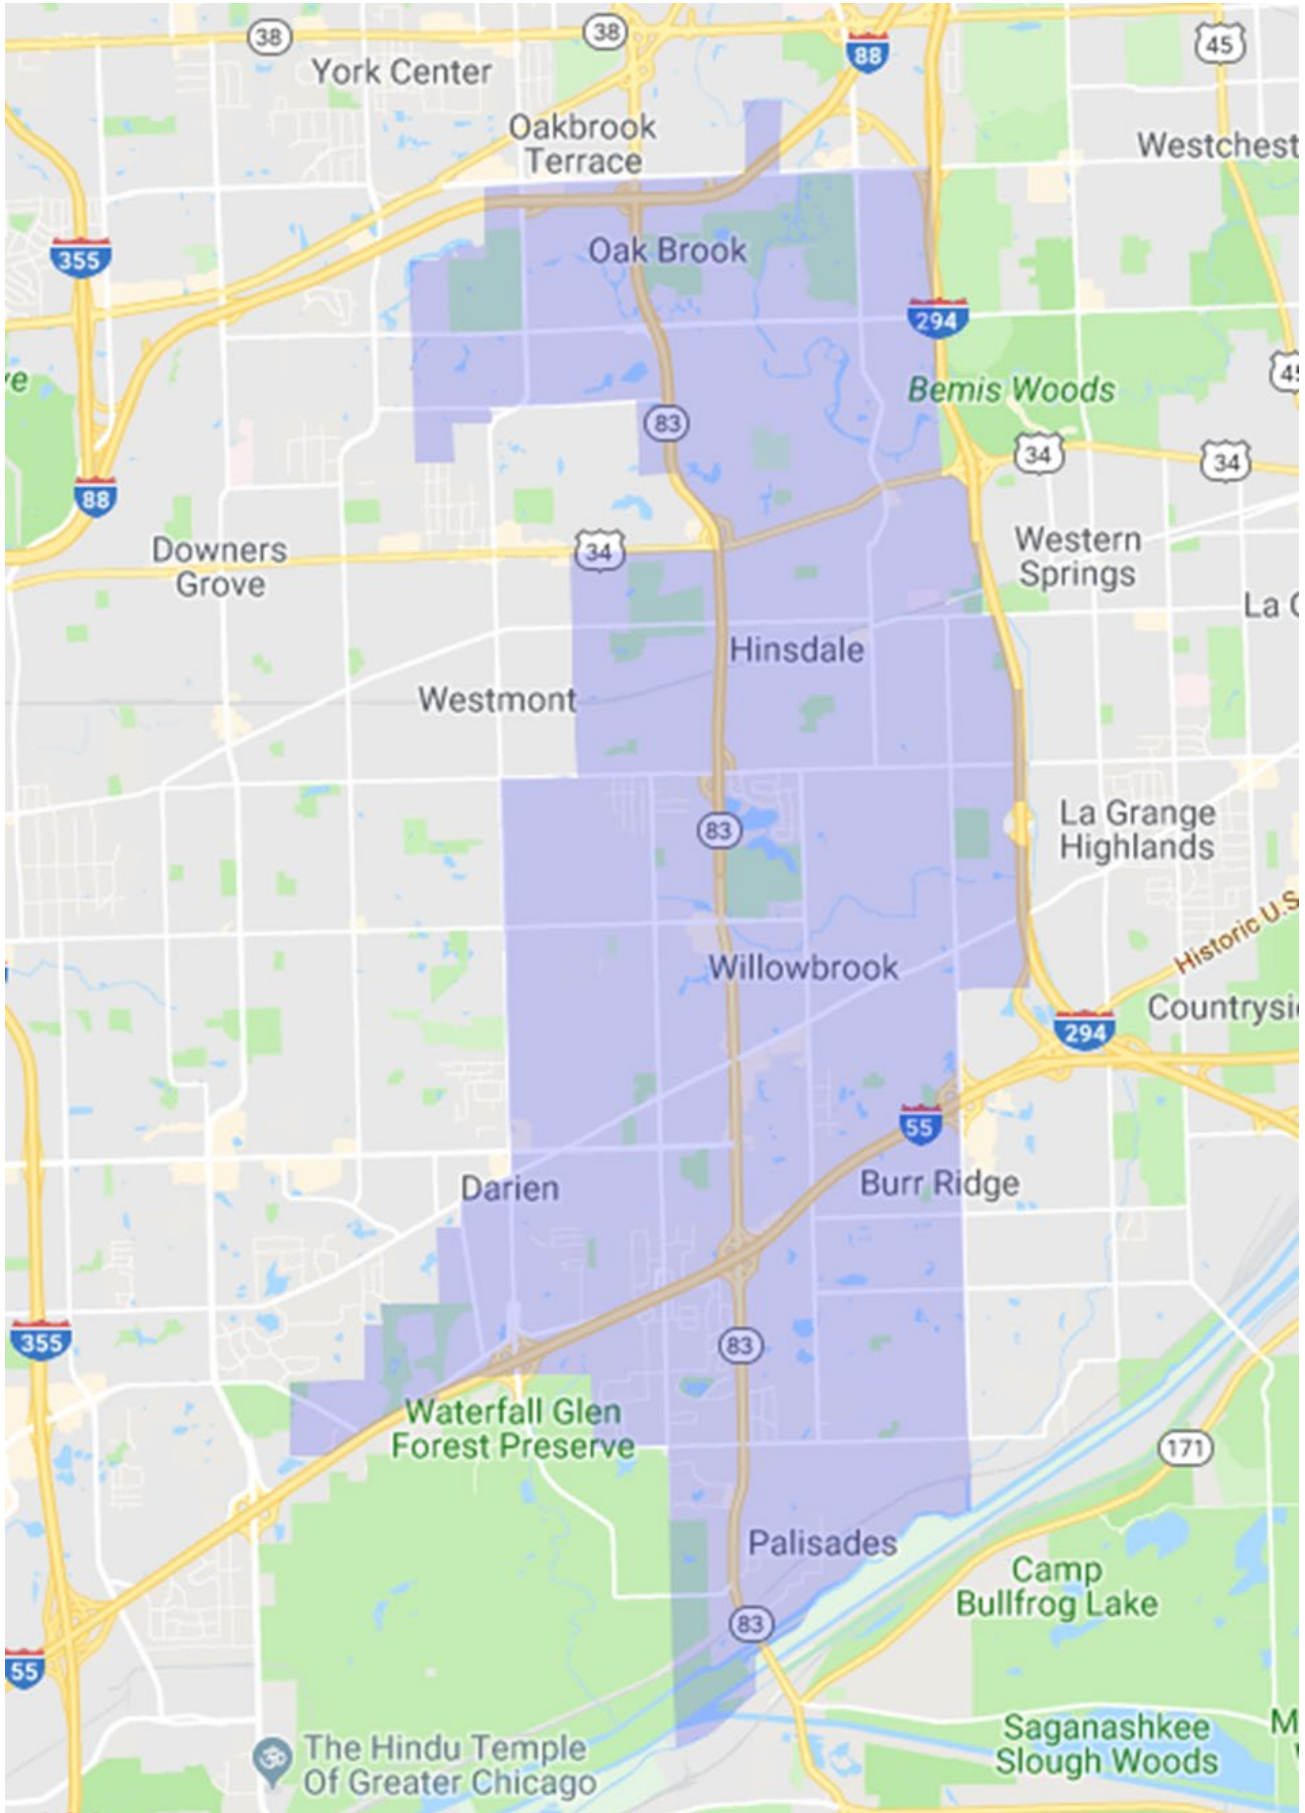 38
38
88
45
York Center
Oakbrook
Terrace
Westchest
355
Oak Brook
294
45
ve
Bemis Woods
83
34
34
88
34
Downers
Grove
Western
Springs
La G
Hinsdale
Westmont
83
La Grange
Highlands
Historic U.S
Willowbrook
Countrysi
294
55
Darien
Burr Ridge
355
83
Waterfall Glen
Forest Preserve
171
Palisades
Camp
Bullfrog Lake
83
55
Saganashkee
Slough Woods
M
The Hindu Temple
Of Greater Chicago